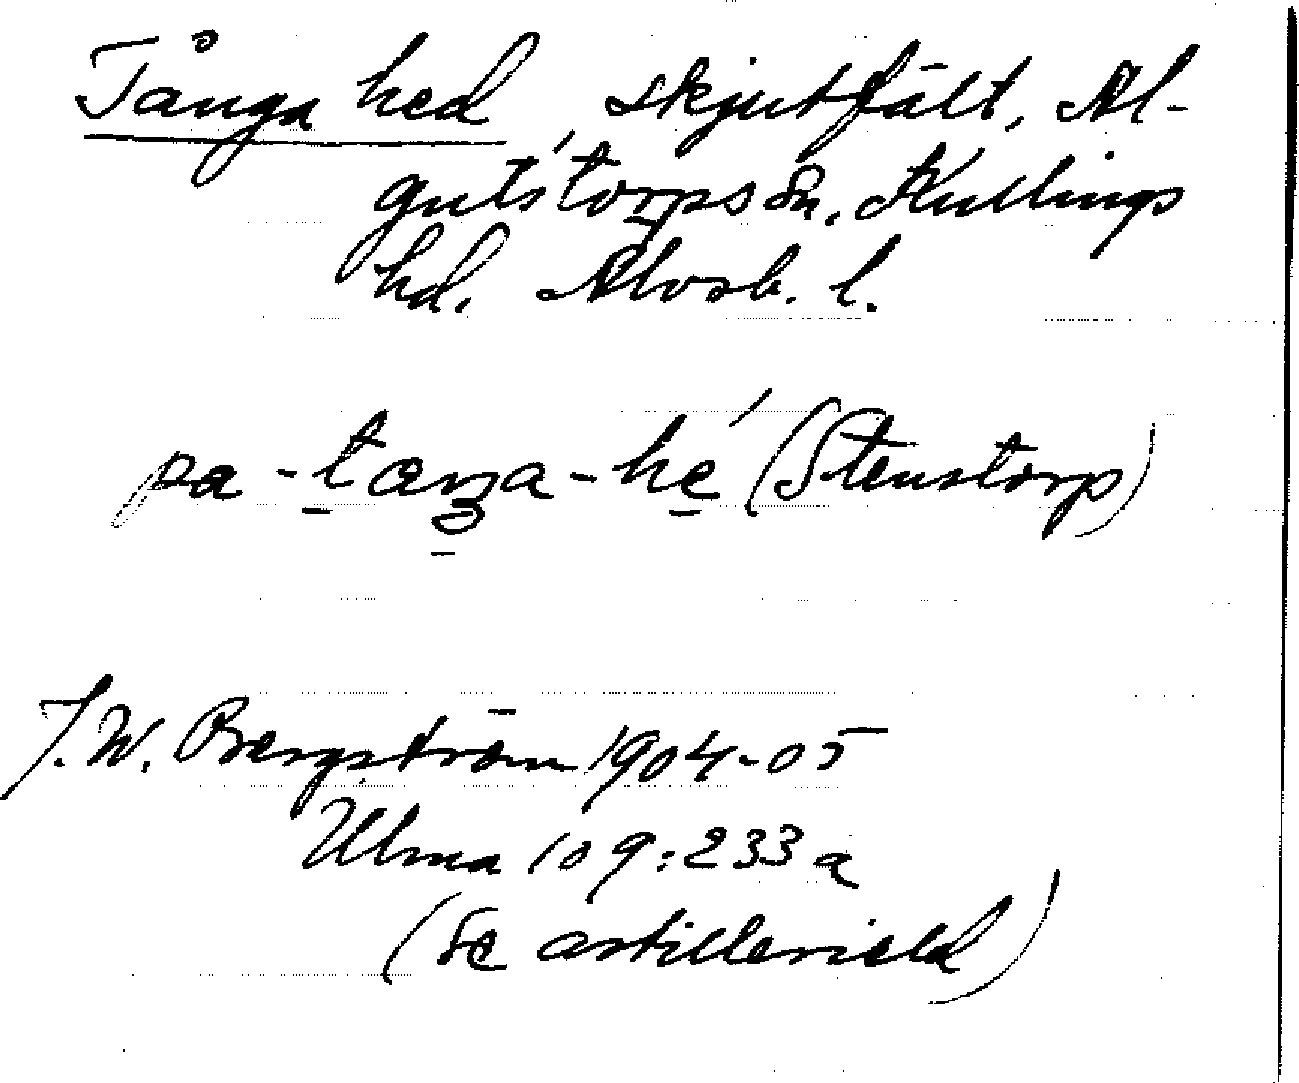 Tånga hed, skjutfält, Al-
gutstorps sn, Kullings
hd. Älvsb. l.
pa-taŋa-he´ (Stenstorp)
J.W. Bergström 1904-05
Ulma 109:233 a
(Se artillerield)